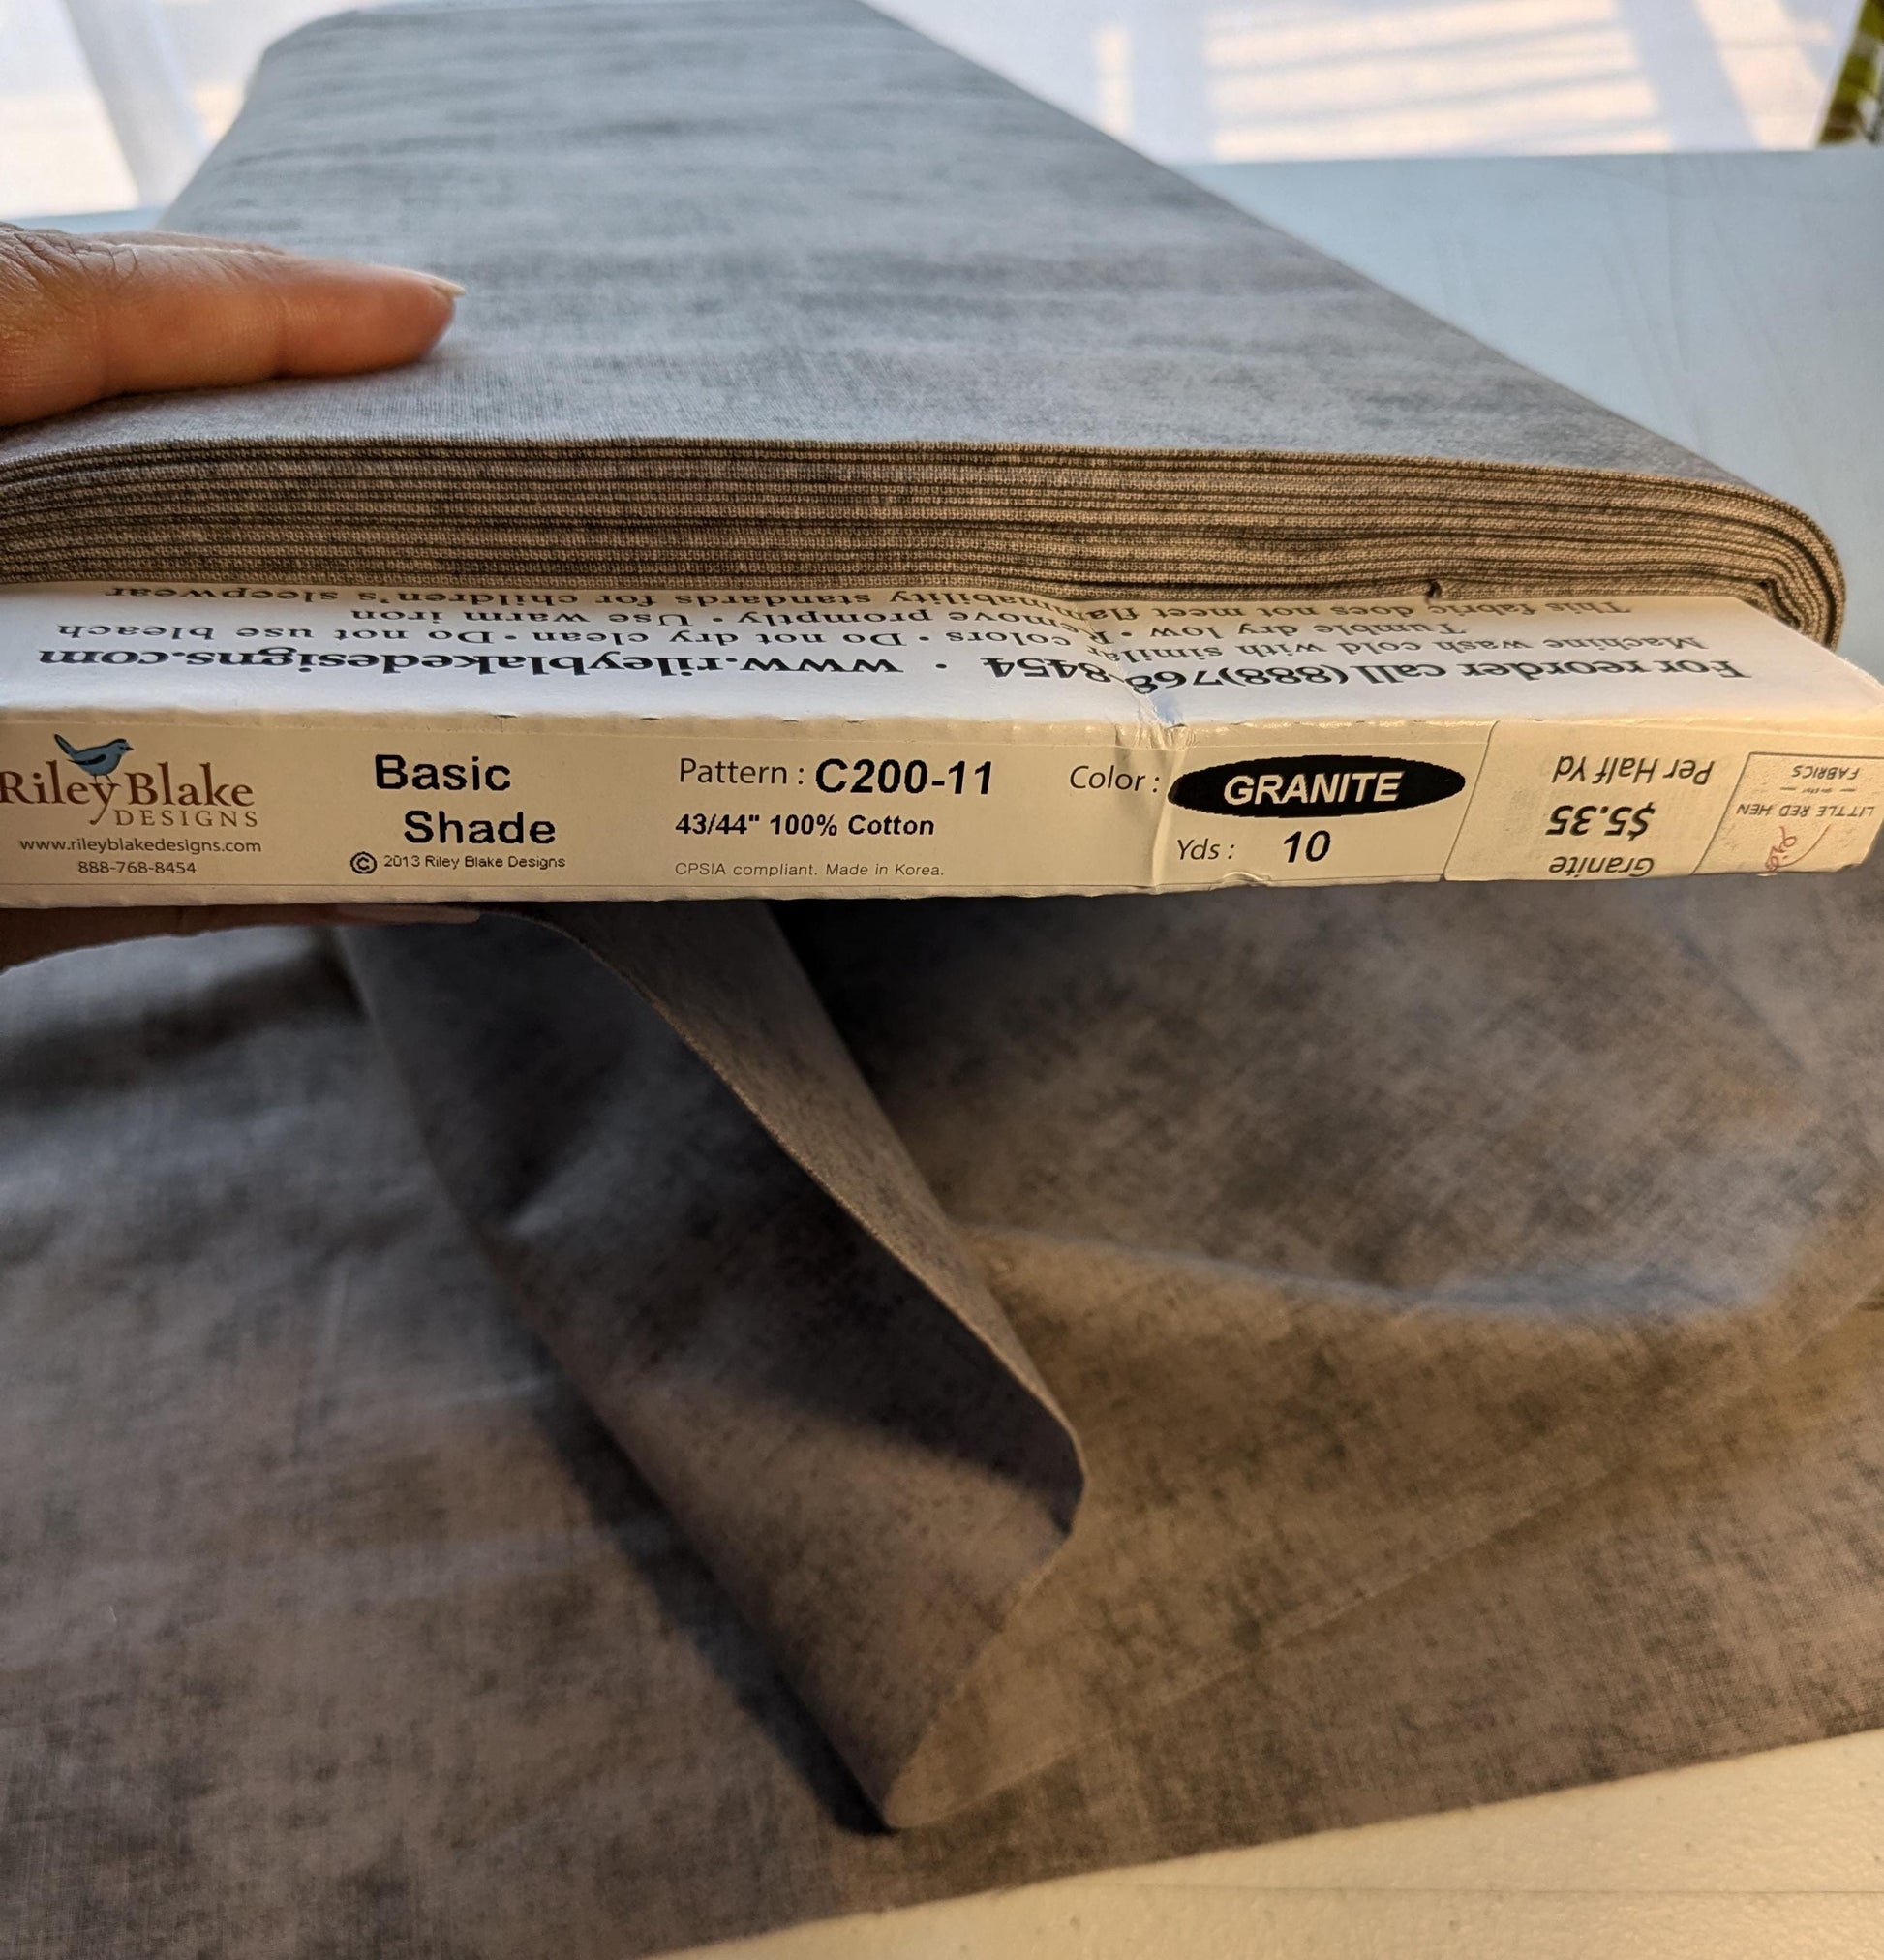 Riley Blake
DESIGNS
www.rileyblakedesigns.com
888-768-8454
Basic
Shade
© 2013 Riley Blake Designs
Pattern : C200-11
43/44" 100% Cotton
CPSIA compliant. Made in Korea.
Color : GRANITE
Yds : 10
Granite
$5.35
Per Half Yd
LITTLE RED HEN
FABRICS
For reorder call (888)768-8454 • www.rileyblakedesigns.com
Machine wash cold with similar colors • Do not dry clean • Do not use bleach
Tumble dry low • Remove promptly • Use warm iron
This fabric does not meet flammability standards for children's sleepwear